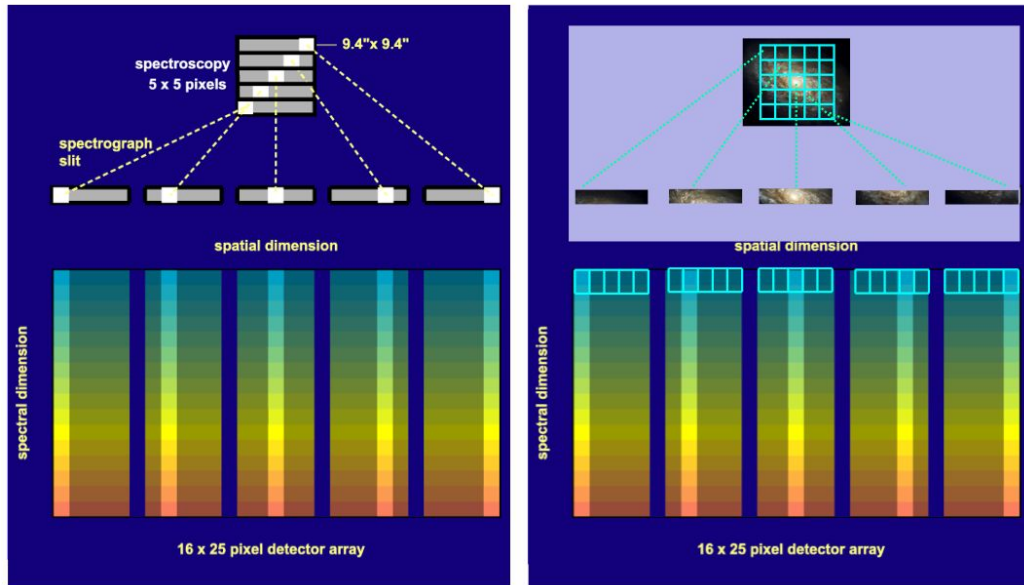 9.4"x 9.4"
spectroscopy
5 x 5 pixels
spectrograph
slit
spatial dimension
spectral dimension
16 x 25 pixel detector array
spatial dimension
spectral dimension
16 x 25 pixel detector array